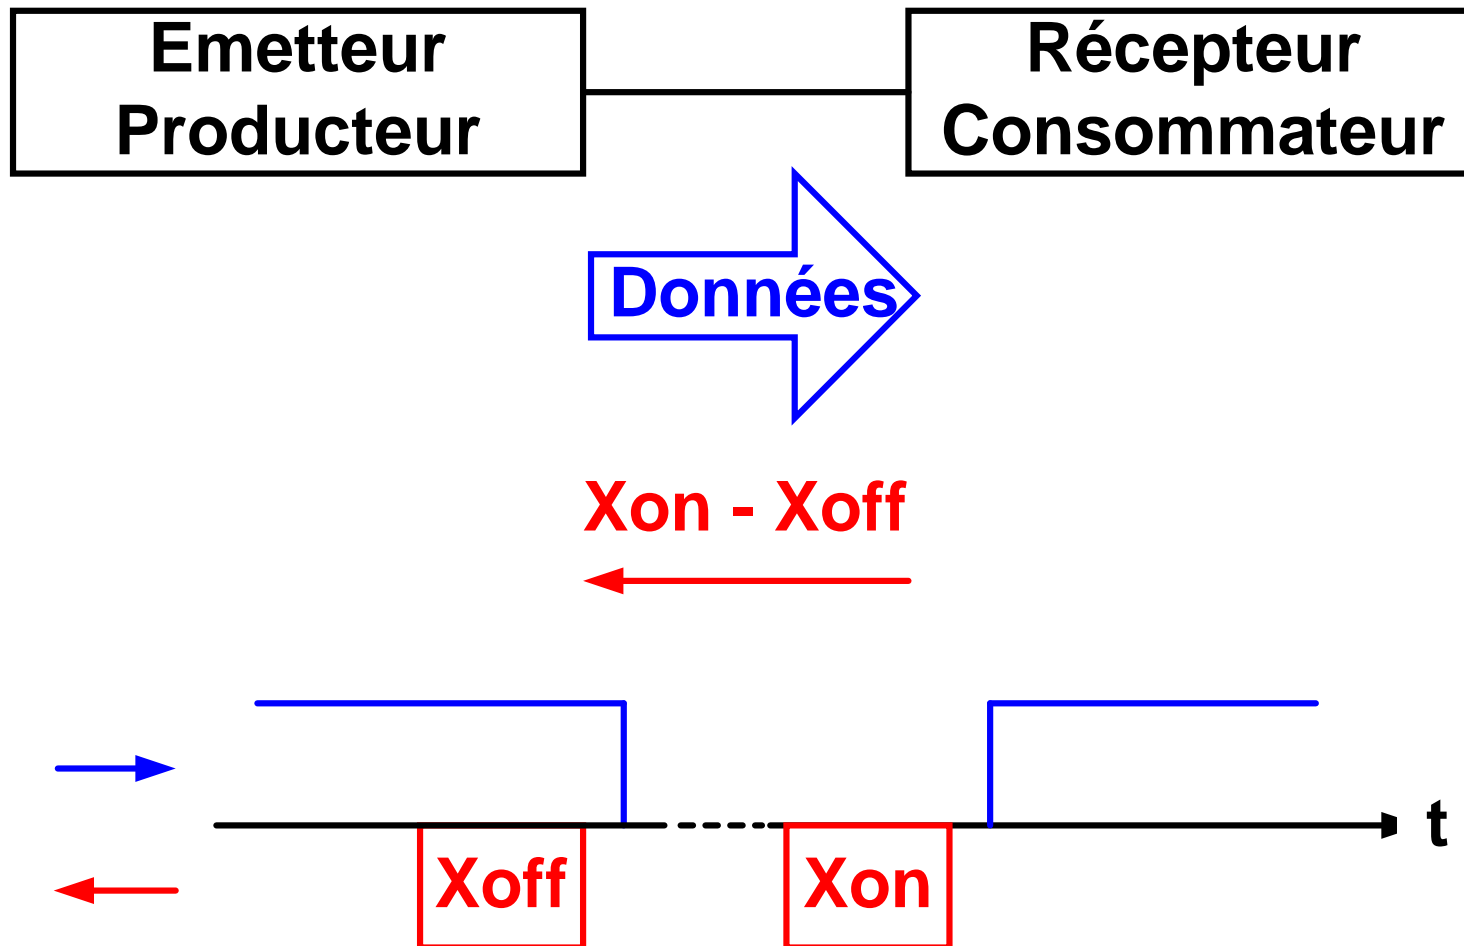 Emetteur
Producteur
Récepteur
Consommateur
Données
Xon - Xoff
t
Xoff
Xon